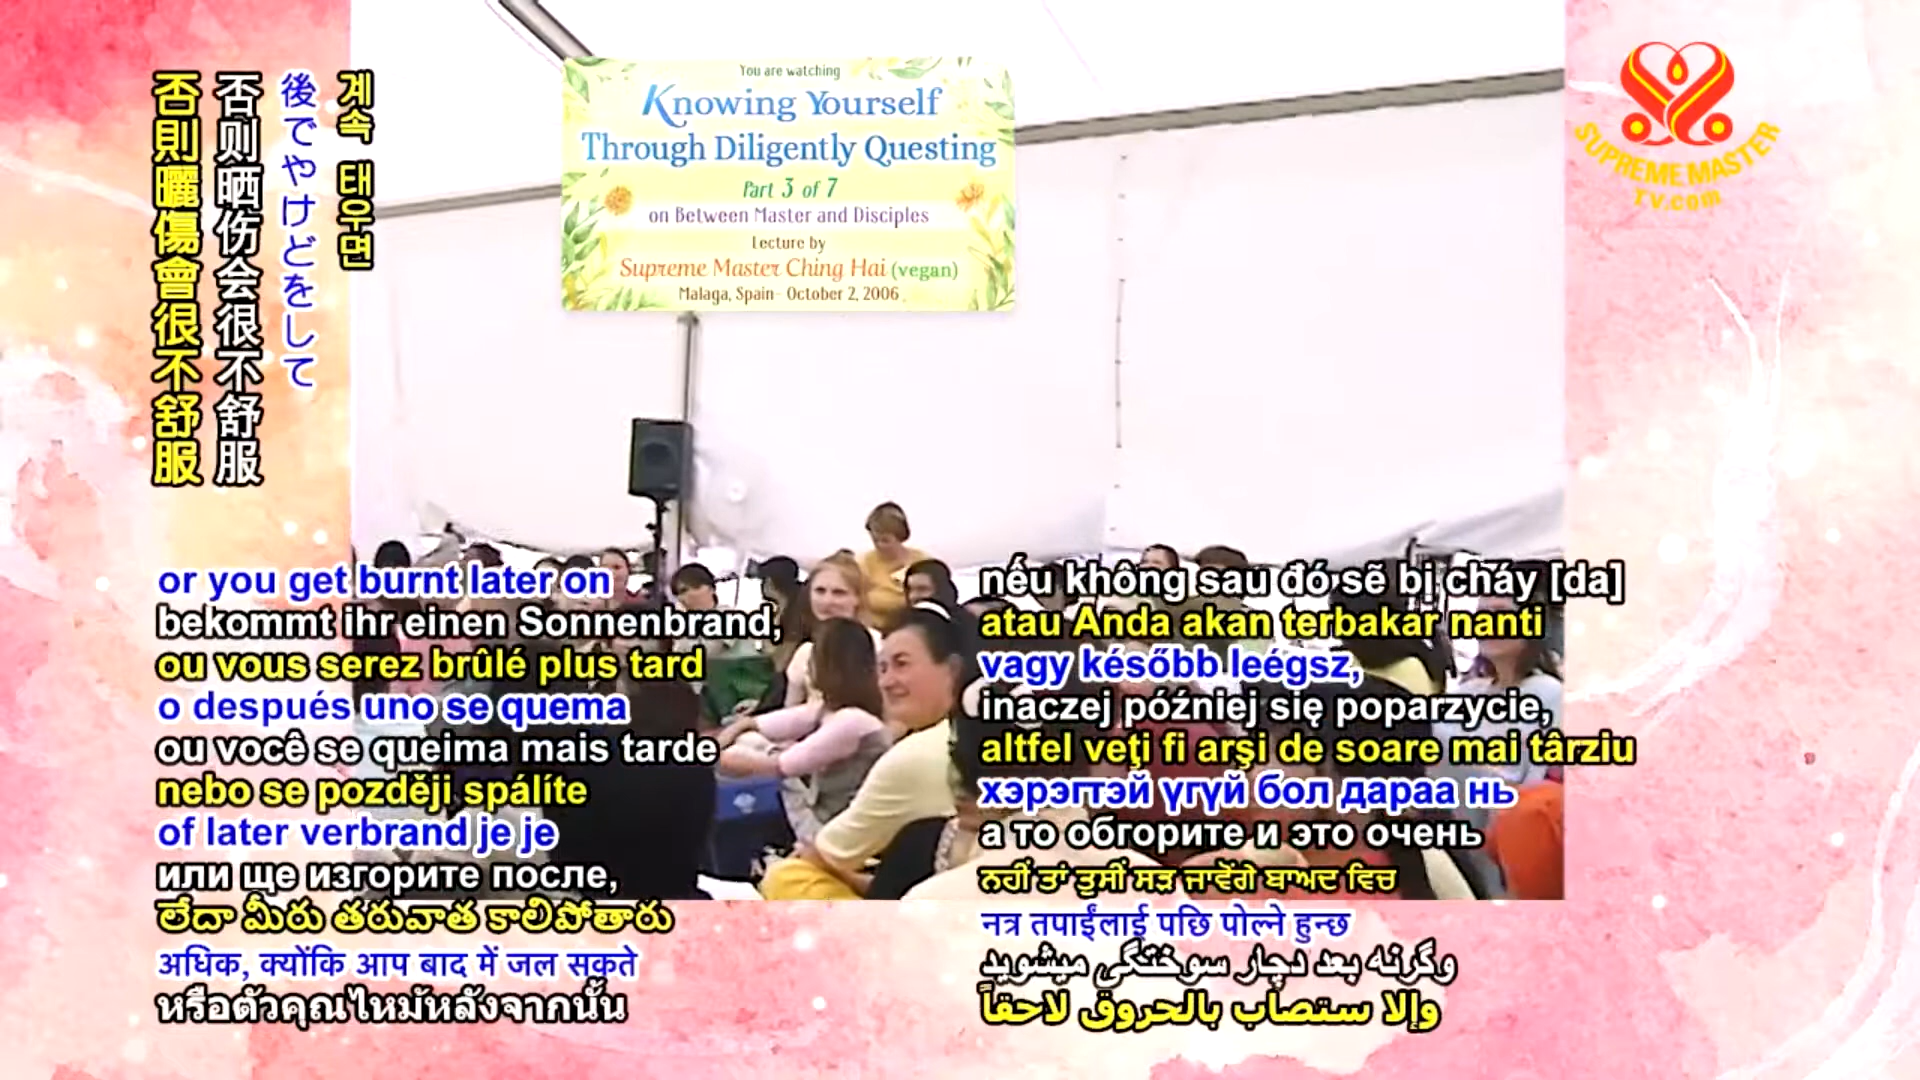 You are watching
Knowing Yourself
Through Diligently Questing
Part 3 of 7
on Between Master and Disciples
Lecture by
Supreme Master Ching Hai (vegan)
Malaga, Spain - October 2, 2006
SUPREME MASTER
TV.com
계속 태우면
後でやけどをして
否则晒伤会很不舒服
否則曬傷會很不舒服
or you get burnt later on
bekommt ihr einen Sonnenbrand,
ou vous serez brûlé plus tard
o después uno se quema
ou você se queima mais tarde
nebo se později spálíte
of later verbrand je je
или ще изгорите после,
లేదా మీరు తరువాత కాలిపోతారు
अधिक, क्योंकि आप बाद में जल सकते
หรือตัวคุณไหม้หลังจากนั้น
nếu không sau đó sẽ bị cháy [da]
atau Anda akan terbakar nanti
vagy később leégsz,
inaczej później się poparzycie,
altfel veţi fi arşi de soare mai târziu
хэрэгтэй үгүй бол дараа нь
а то обгорите и это очень
ਨਹੀਂ ਤਾਂ ਤੁਸੀਂ ਸੜ ਜਾਵੋਂਗੇ ਬਾਅਦ ਵਿਚ
नत्र तपाईंलाई पछि पोल्ने हुन्छ
وگرنه بعد دچار سوختگی میشوید
وإلا ستصاب بالحروق لاحقاً